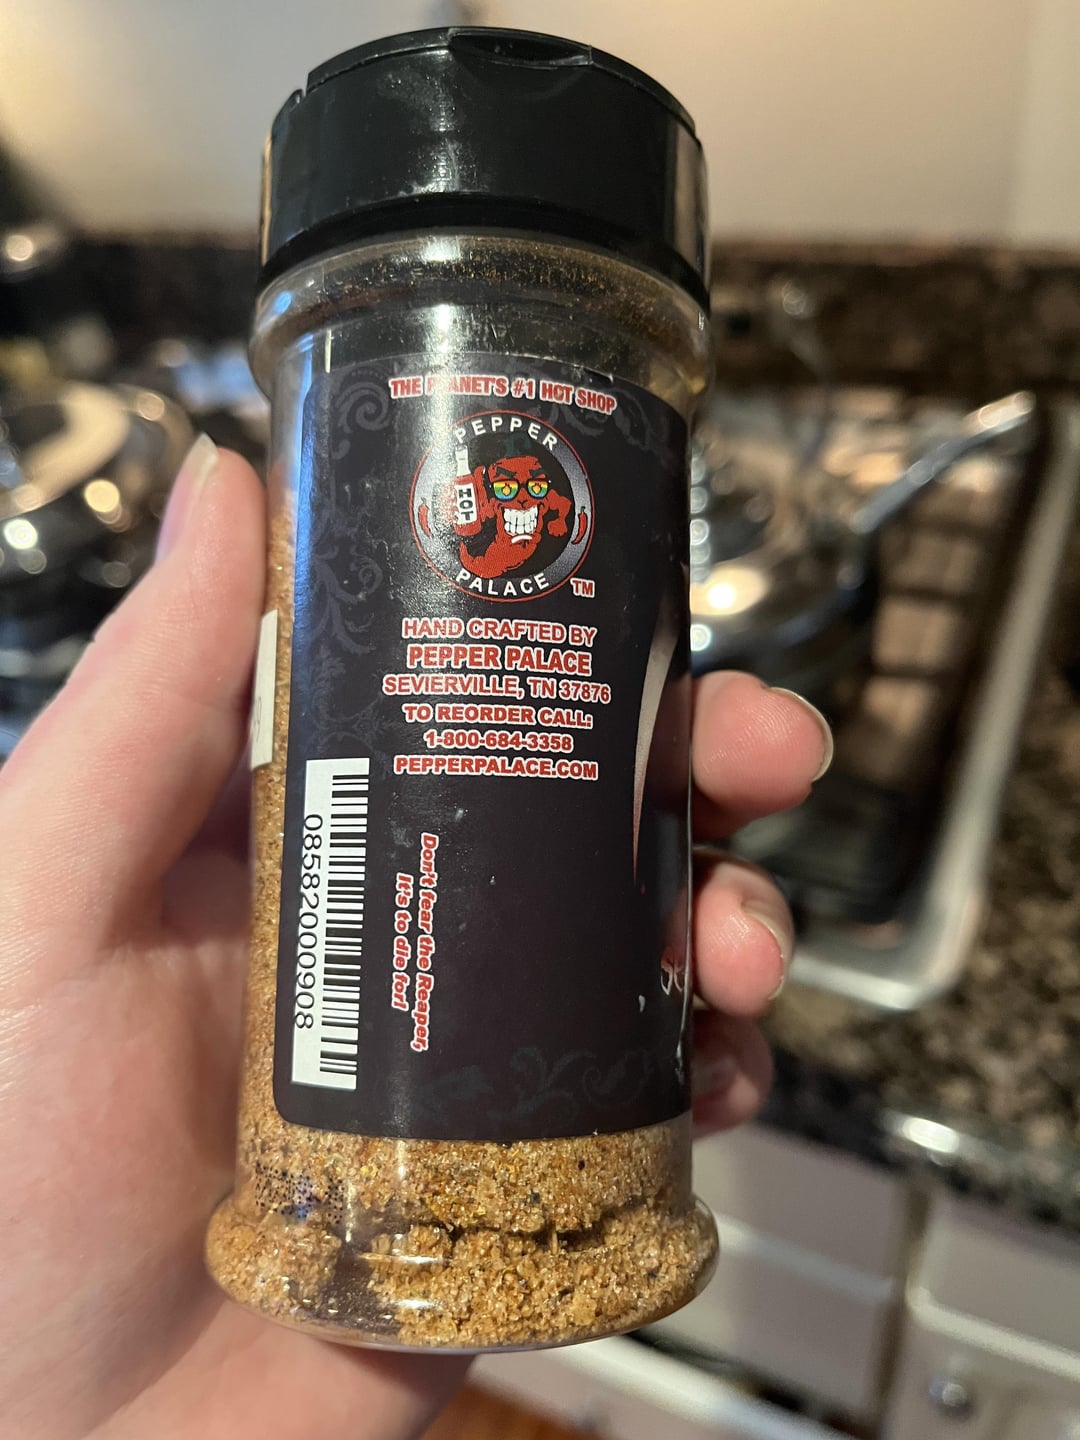 THE PLANET'S #1 HOT SHOP
PEPPER
HOT
PALACE
TM
HAND CRAFTED BY
PEPPER PALACE
SEVIERVILLE, TN 37876
TO REORDER CALL:
1-800-684-3358
PEPPERPALACE.COM
085820000908
Don't fear the Reaper,
It's to die for!